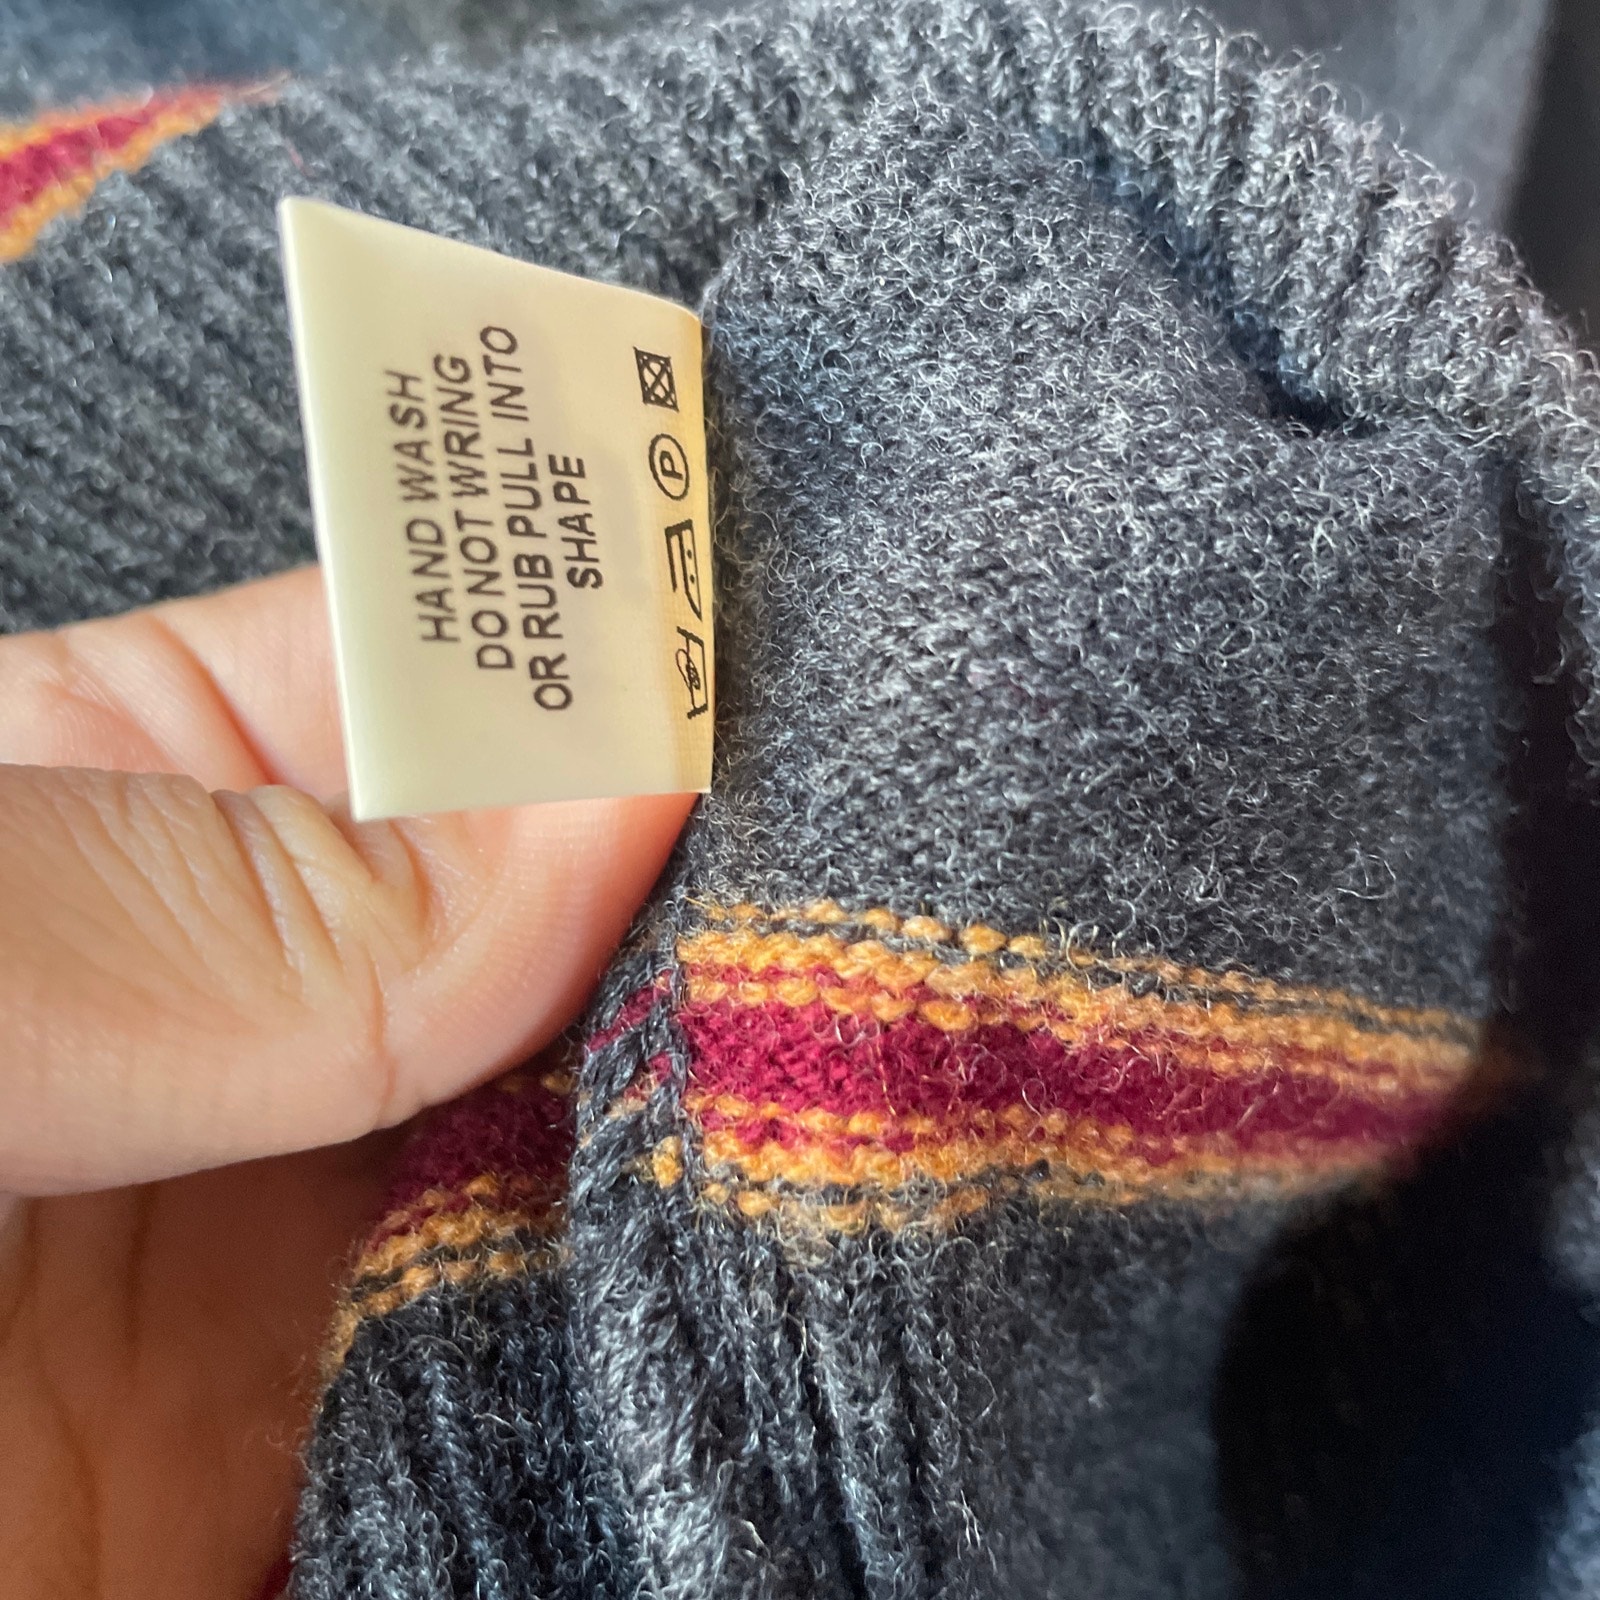 HAND WASH
DO NOT WRING
OR RUB PULL INTO
SHAPE
P